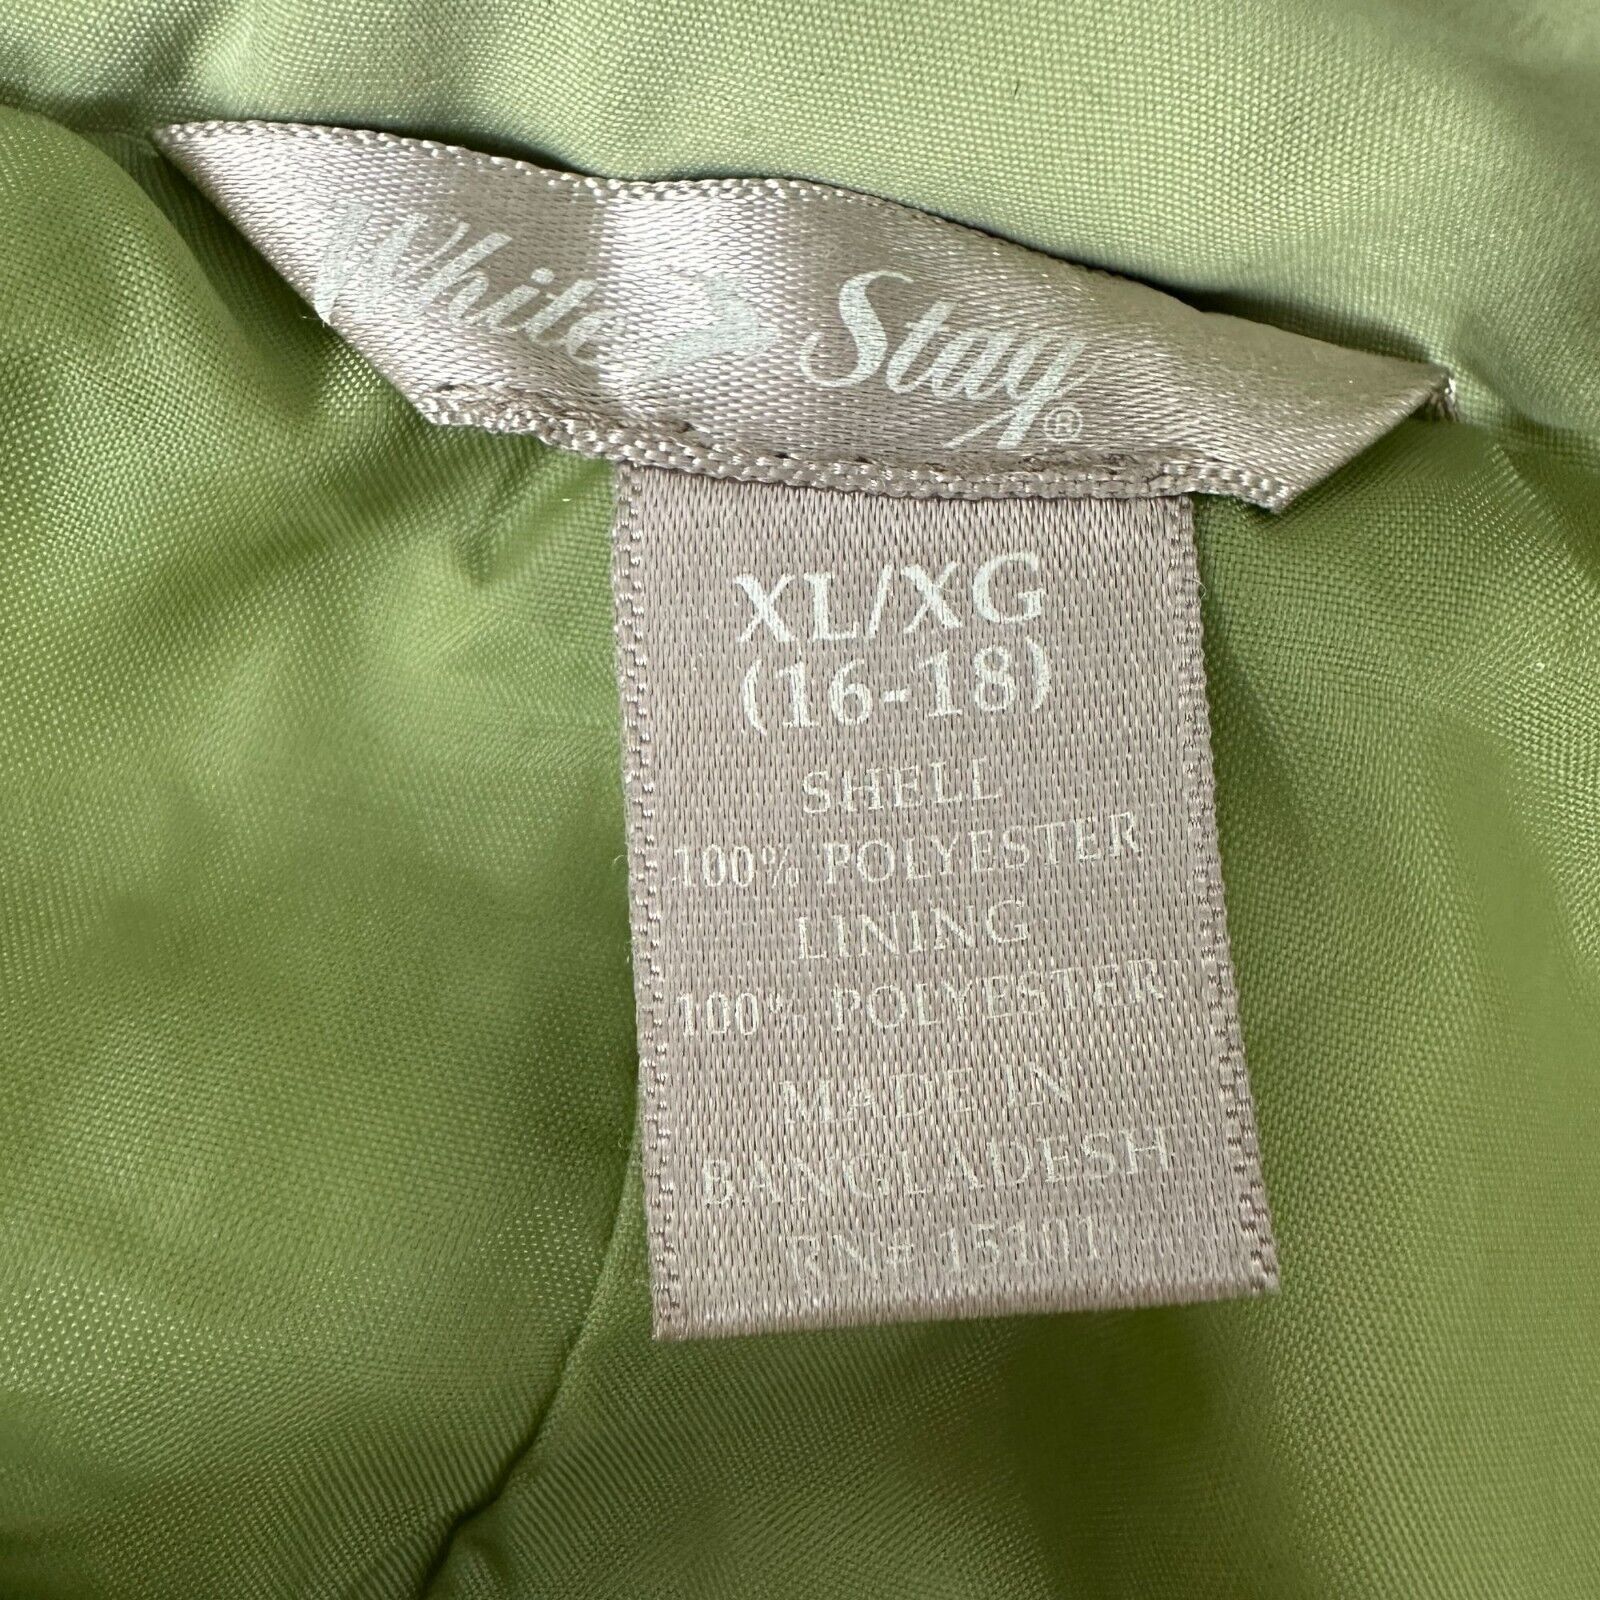 White Stag®
XL/XG
(16-18)
SHELL
100% POLYESTER
LINING
100% POLYESTER
MADE IN
BANGLADESH
RN# 15101